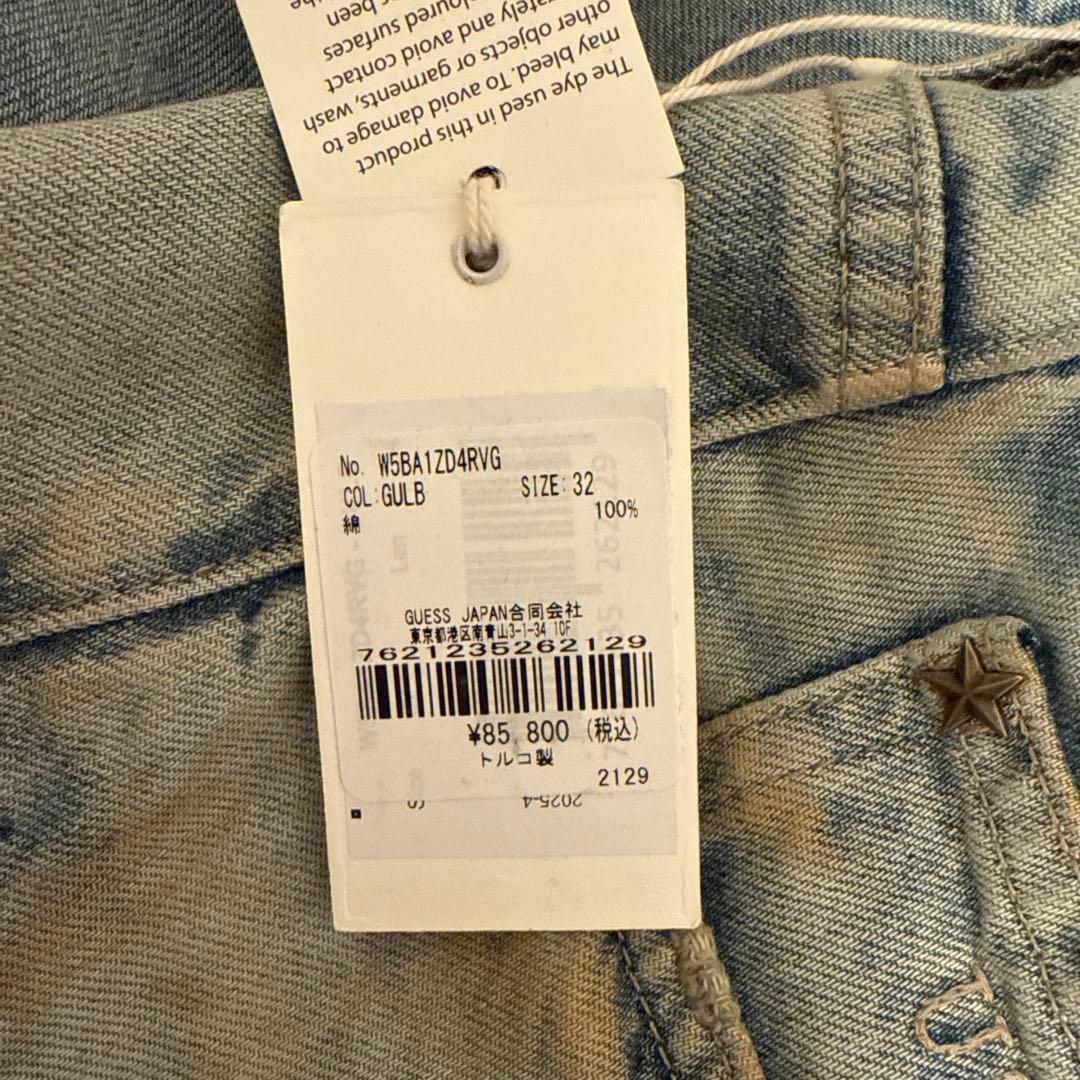 The dye used in this product
may bleed. To avoid damage to
other objects or garments, wash
and avoid contact
surfaces
been
No. W5BA1ZD4RVG
COL:GULB SIZE:32
綿 100%
GUESS JAPAN合同会社
東京都港区南青山3-1-34 10F
7621235262129
¥85,800(税込)
トルコ製
2129
2025-4